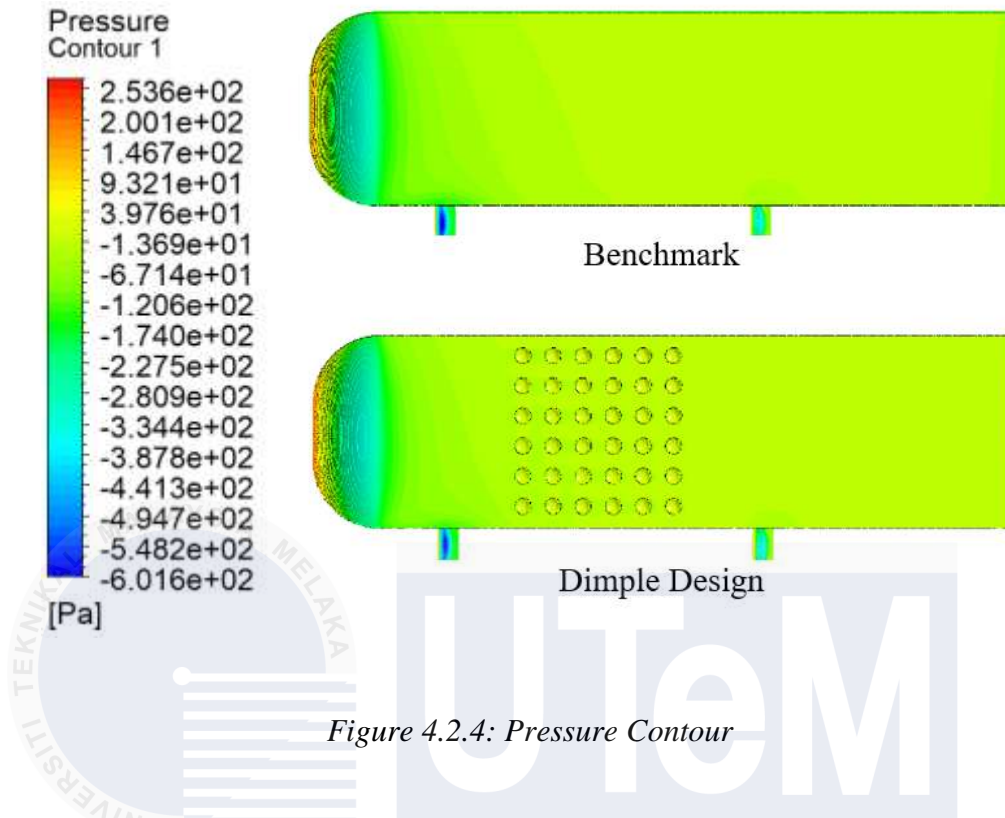 Pressure
Contour 1
2.536e+02
2.001e+02
1.467e+02
9.321e+01
3.976e+01
-1.369e+01
-6.714e+01
-1.206e+02
-1.740e+02
-2.275e+02
-2.809e+02
-3.344e+02
-3.878e+02
-4.413e+02
-4.947e+02
-5.482e+02
-6.016e+02
[Pa]
Benchmark
Dimple Design
UTeM
MELAKA
Figure 4.2.4: Pressure Contour